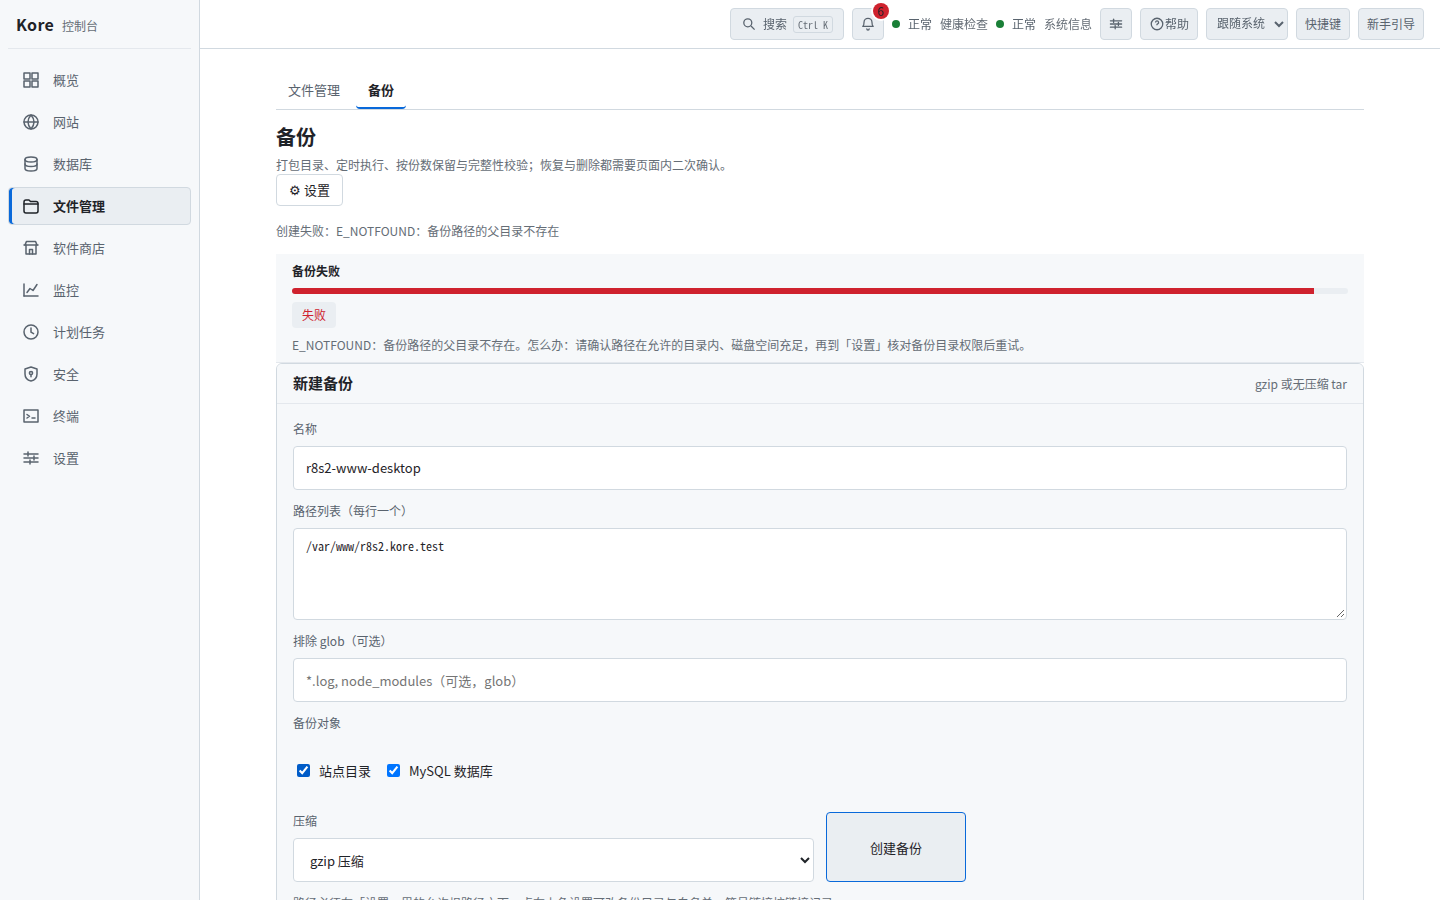 Kore 控制台
搜索 Ctrl K
6
正常 健康检查
正常 系统信息
帮助
跟随系统
快捷键
新手引导
概览
网站
数据库
文件管理
软件商店
监控
计划任务
安全
终端
设置
文件管理 备份
备份
打包目录、定时执行、按份数保留与完整性校验；恢复与删除都需要页面内二次确认。
⚙ 设置
创建失败：E_NOTFOUND：备份路径的父目录不存在
备份失败
失败
E_NOTFOUND：备份路径的父目录不存在。怎么办：请确认路径在允许的目录内、磁盘空间充足，再到「设置」核对备份目录权限后重试。
新建备份 gzip 或无压缩 tar
名称
r8s2-www-desktop
路径列表（每行一个）
/var/www/r8s2.kore.test
排除 glob（可选）
*.log, node_modules（可选，glob）
备份对象
站点目录 MySQL 数据库
压缩
gzip 压缩
创建备份